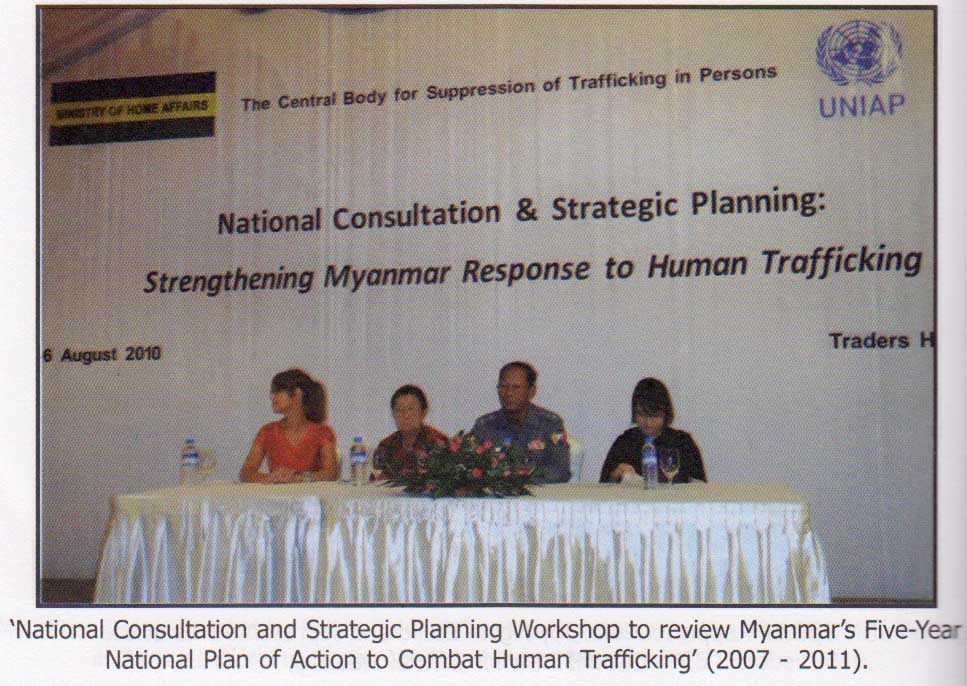 MINISTRY OF HOME AFFAIRS
The Central Body for Suppression of Trafficking in Persons
UNIAP
National Consultation & Strategic Planning:
Strengthening Myanmar Response to Human Trafficking
6 August 2010
Traders H
‘National Consultation and Strategic Planning Workshop to review Myanmar’s Five-Year
National Plan of Action to Combat Human Trafficking’ (2007 - 2011).